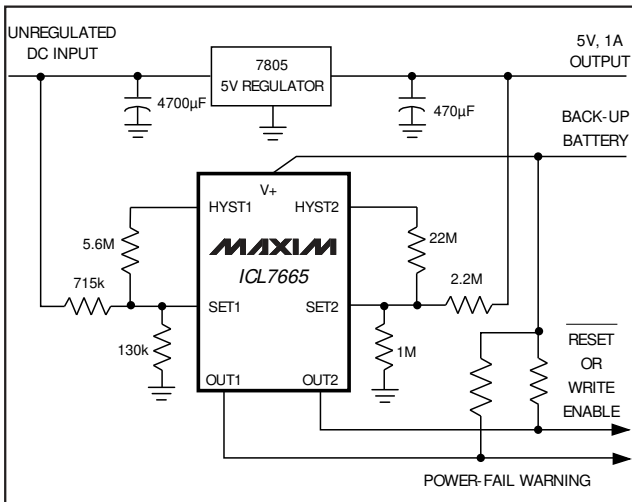 UNREGULATED
DC INPUT
7805
5V REGULATOR
5V, 1A
OUTPUT
4700µF
470µF
BACK-UP
BATTERY
V+
HYST1
HYST2
5.6M
MAXIM
22M
ICL7665
715k
2.2M
SET1
SET2
130k
1M
RESET
OR
WRITE
ENABLE
OUT1
OUT2
POWER-FAIL WARNING